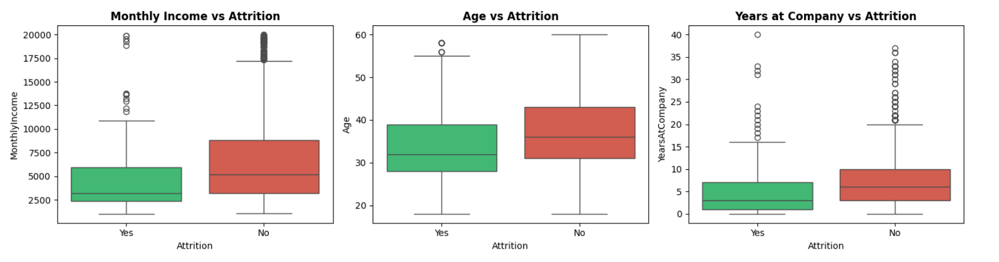 Monthly Income vs Attrition
MonthlyIncome
20000
17500
15000
12500
10000
7500
5000
2500
Yes
No
Attrition
Age vs Attrition
Age
60
50
40
30
20
Yes
No
Attrition
Years at Company vs Attrition
YearsAtCompany
40
35
30
25
20
15
10
5
0
Yes
No
Attrition